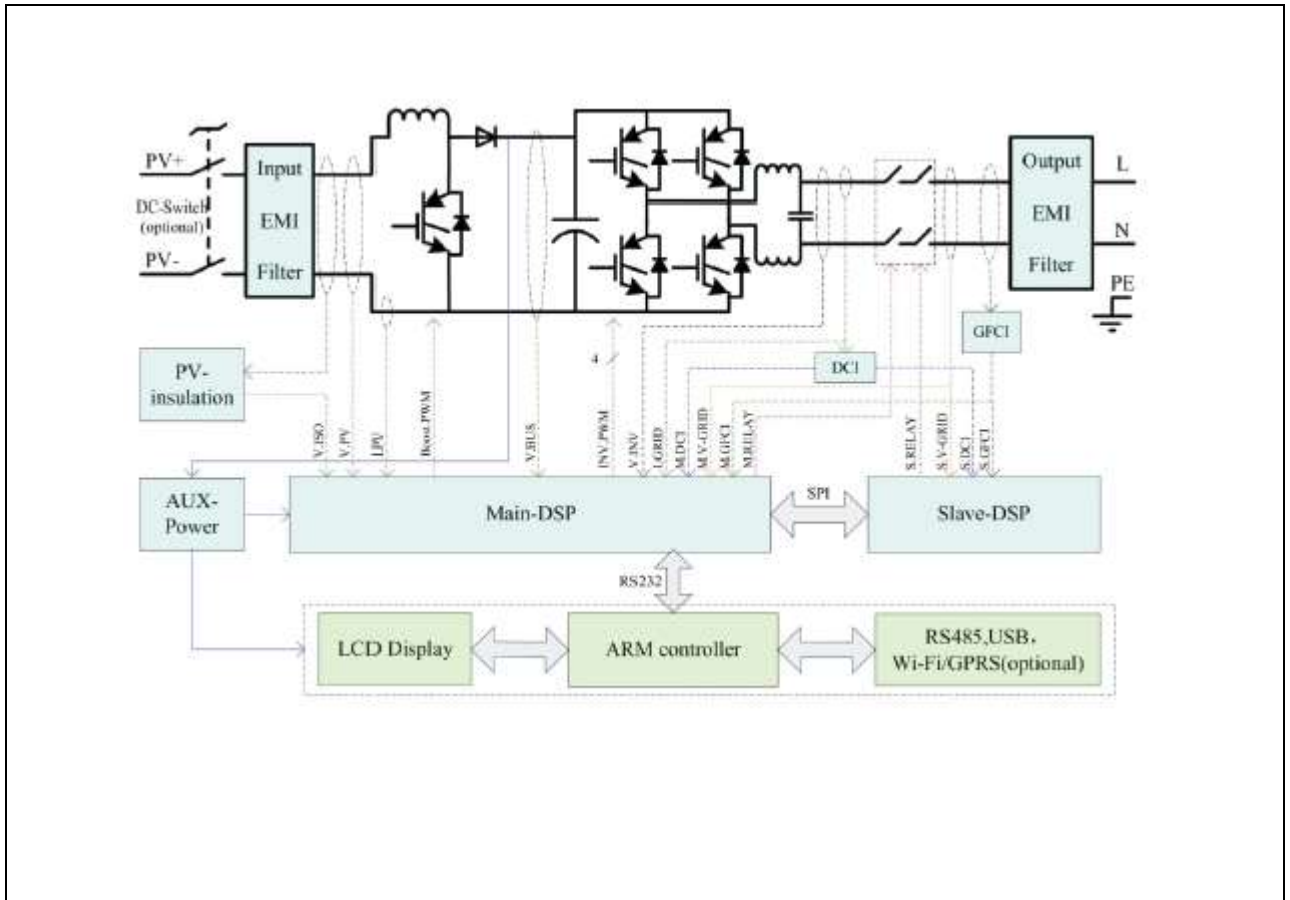 PV+
DC-Switch
(optional)
PV-
Input
EMI
Filter
Output
EMI
Filter
L
N
PE
GFCI
DCI
PV-
insulation
V.ISO
V.PV
I.PV
Boost.PWM
V.BUS
4
INV.PWM
V.INV
I.GRID
M.DCI
M.V-GRID
M.GFCI
M.RELAY
S.RELAY
S.V-GRID
S.DCI
S.GFCI
AUX-
Power
Main-DSP
SPI
Slave-DSP
RS232
LCD Display
ARM controller
RS485,USB,
Wi-Fi/GPRS(optional)